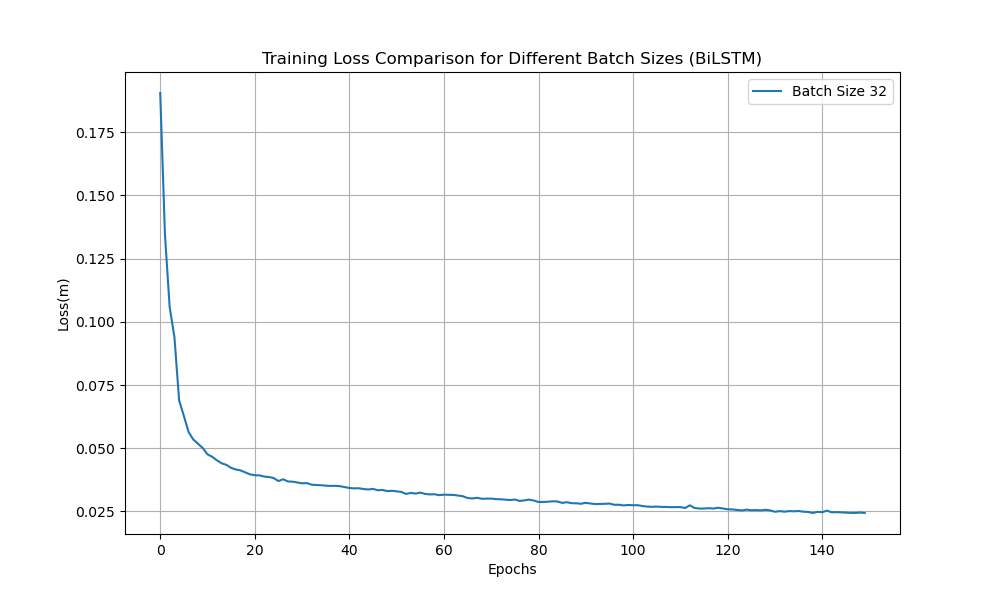 Training Loss Comparison for Different Batch Sizes (BiLSTM)
Batch Size 32
Loss(m)
0.175
0.150
0.125
0.100
0.075
0.050
0.025
0 20 40 60 80 100 120 140
Epochs